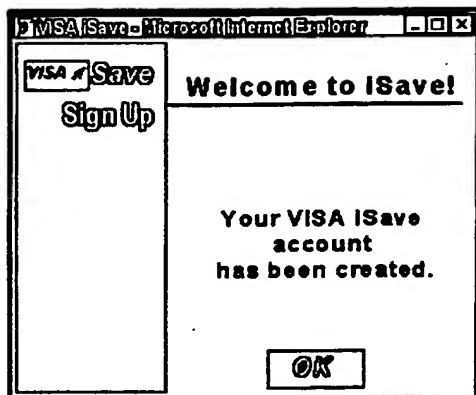 VISA iSave - Microsoft Internet Explorer
VISA iSave
Sign Up
Welcome to iSave!
Your VISA iSave
account
has been created.
OK